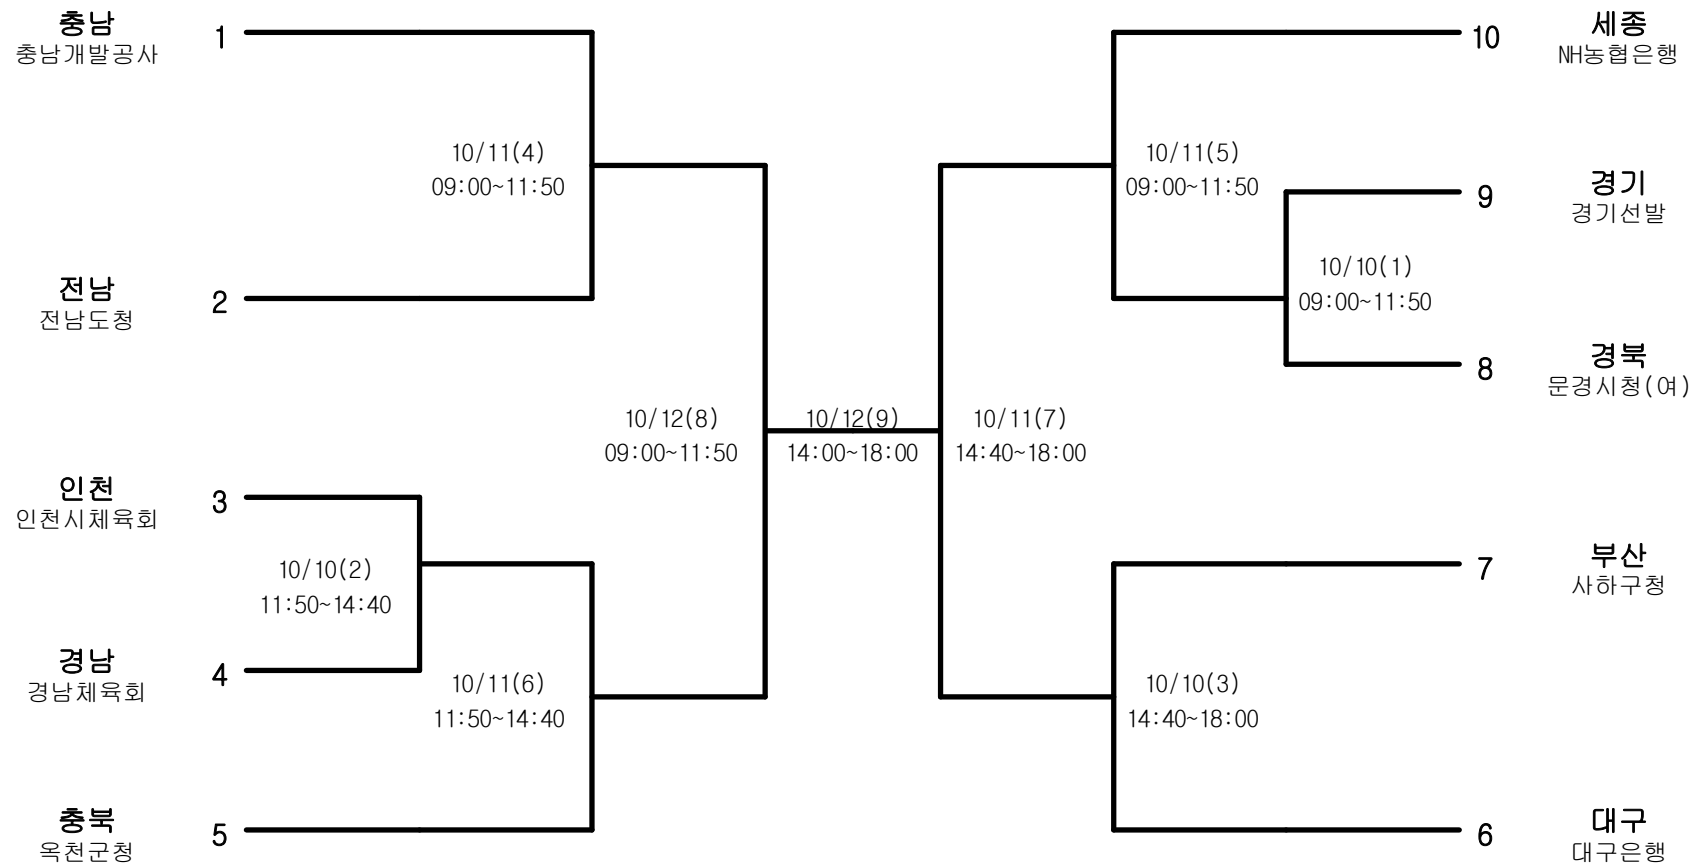 충남
충남개발공사
1
10/11(4)
09:00~11:50
전남
전남도청
2
10/12(8)
09:00~11:50
인천
인천시체육회
3
10/10(2)
11:50~14:40
경남
경남체육회
4
10/11(6)
11:50~14:40
충북
옥천군청
5
10/12(9)
14:00~18:00
10
세종
NH농협은행
10/11(5)
09:00~11:50
9
경기
경기선발
10/10(1)
09:00~11:50
8
경북
문경시청(여)
10/11(7)
14:40~18:00
7
부산
사하구청
10/10(3)
14:40~18:00
6
대구
대구은행